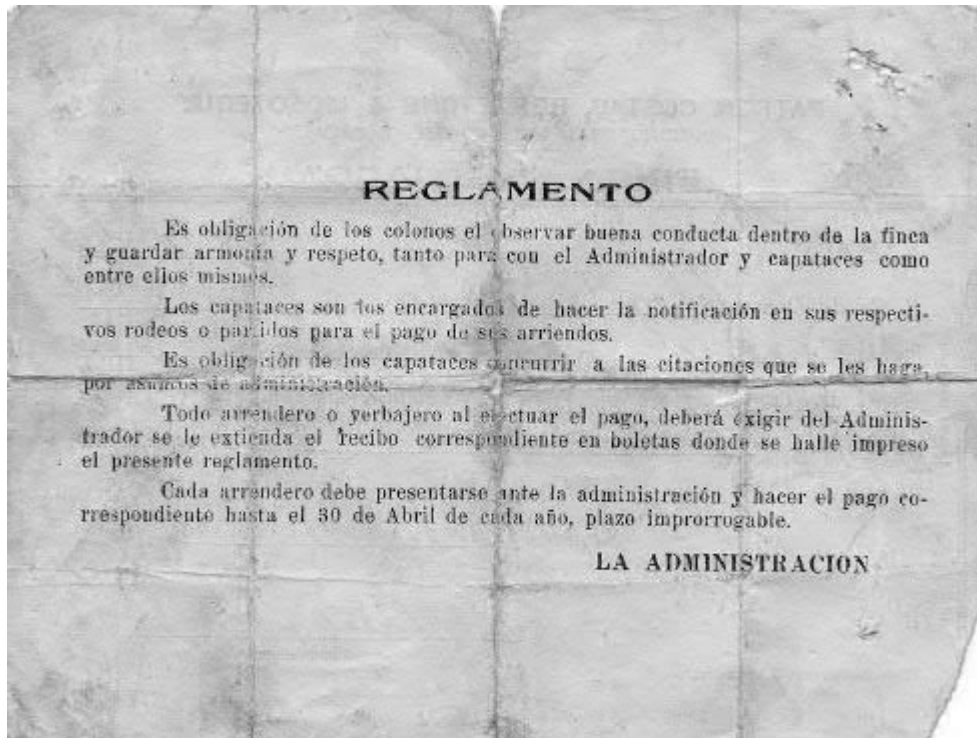 REGLAMENTO
Es obligación de los colonos el observar buena conducta dentro de la finca
y guardar armonía y respeto, tanto para con el Administrador y capataces como
entre ellos mismos.
Los capataces son los encargados de hacer la notificación en sus respecti-
vos rodeos o partidos para el pago de sus arriendos.
Es obligación de los capataces concurrir a las citaciones que se les haga,
por asuntos de administración.
Todo arrendero o yerbajero al efectuar el pago, deberá exigir del Adminis-
trador se le extienda el recibo correspondiente en boletas donde se halle impreso
el presente reglamento.
Cada arrendero debe presentarse ante la administración y hacer el pago co-
rrespondiente hasta el 30 de Abril de cada año, plazo improrrogable.
LA ADMINISTRACION